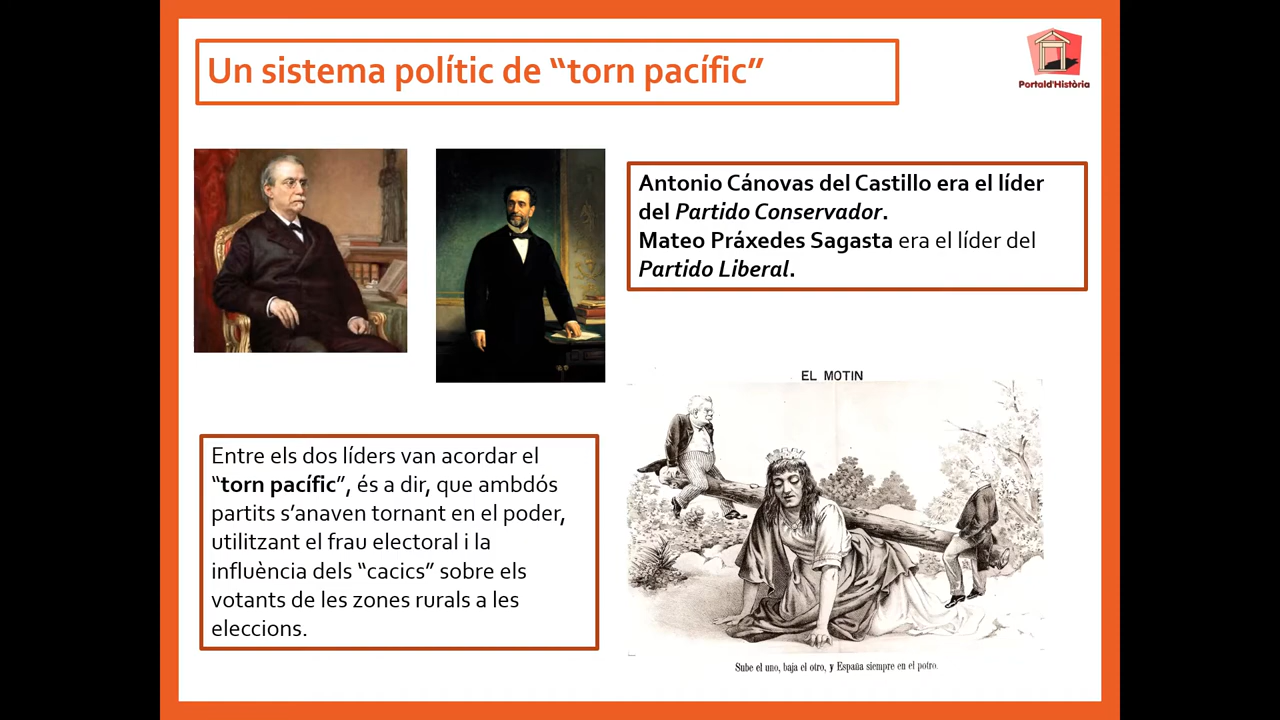 Un sistema polític de “torn pacífic”
Portald'Història
Antonio Cánovas del Castillo era el líder
del Partido Conservador.
Mateo Práxedes Sagasta era el líder del
Partido Liberal.
Entre els dos líders van acordar el
“torn pacífic”, és a dir, que ambdós
partits s’anaven tornant en el poder,
utilitzant el frau electoral i la
influència dels “cacics” sobre els
votants de les zones rurals a les
eleccions.
EL MOTIN
Sube el uno, baja el otro, y España siempre en el potro.